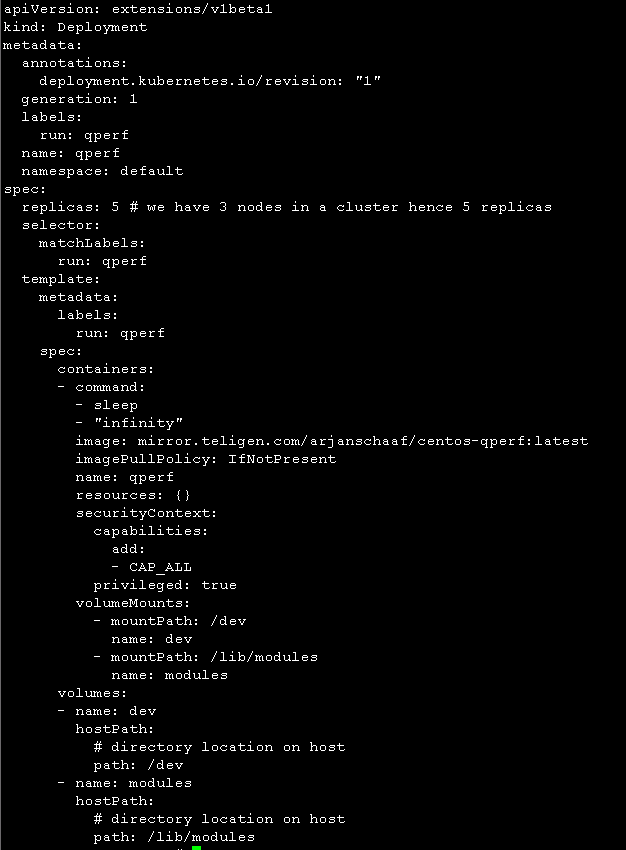 apiVersion: extensions/v1beta1
kind: Deployment
metadata:
  annotations:
    deployment.kubernetes.io/revision: "1"
  generation: 1
  labels:
    run: qperf
  name: qperf
  namespace: default
spec:
  replicas: 5 # we have 3 nodes in a cluster hence 5 replicas
  selector:
    matchLabels:
      run: qperf
  template:
    metadata:
      labels:
        run: qperf
    spec:
      containers:
      - command:
        - sleep
        - "infinity"
        image: mirror.teligen.com/arjanschaaf/centos-qperf:latest
        imagePullPolicy: IfNotPresent
        name: qperf
        resources: {}
        securityContext:
          capabilities:
            add:
            - CAP_ALL
          privileged: true
        volumeMounts:
          - mountPath: /dev
            name: dev
          - mountPath: /lib/modules
            name: modules
      volumes:
      - name: dev
        hostPath:
          # directory location on host
          path: /dev
      - name: modules
        hostPath:
          # directory location on host
          path: /lib/modules